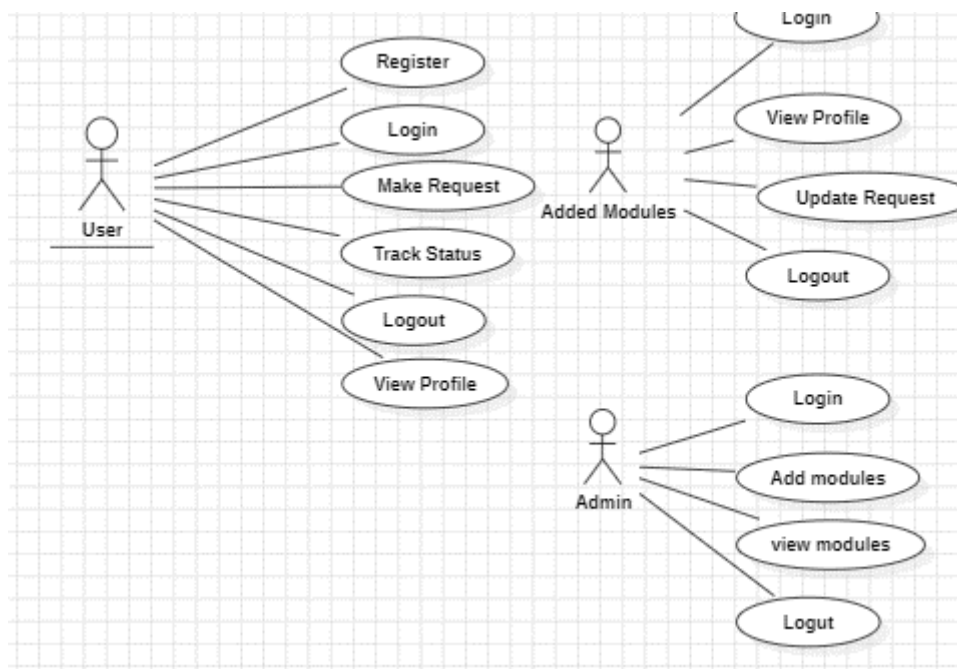 Register
Login
Make Request
Track Status
Logout
View Profile
User
Login
View Profile
Update Request
Logout
Added Modules
Login
Add modules
view modules
Logut
Admin